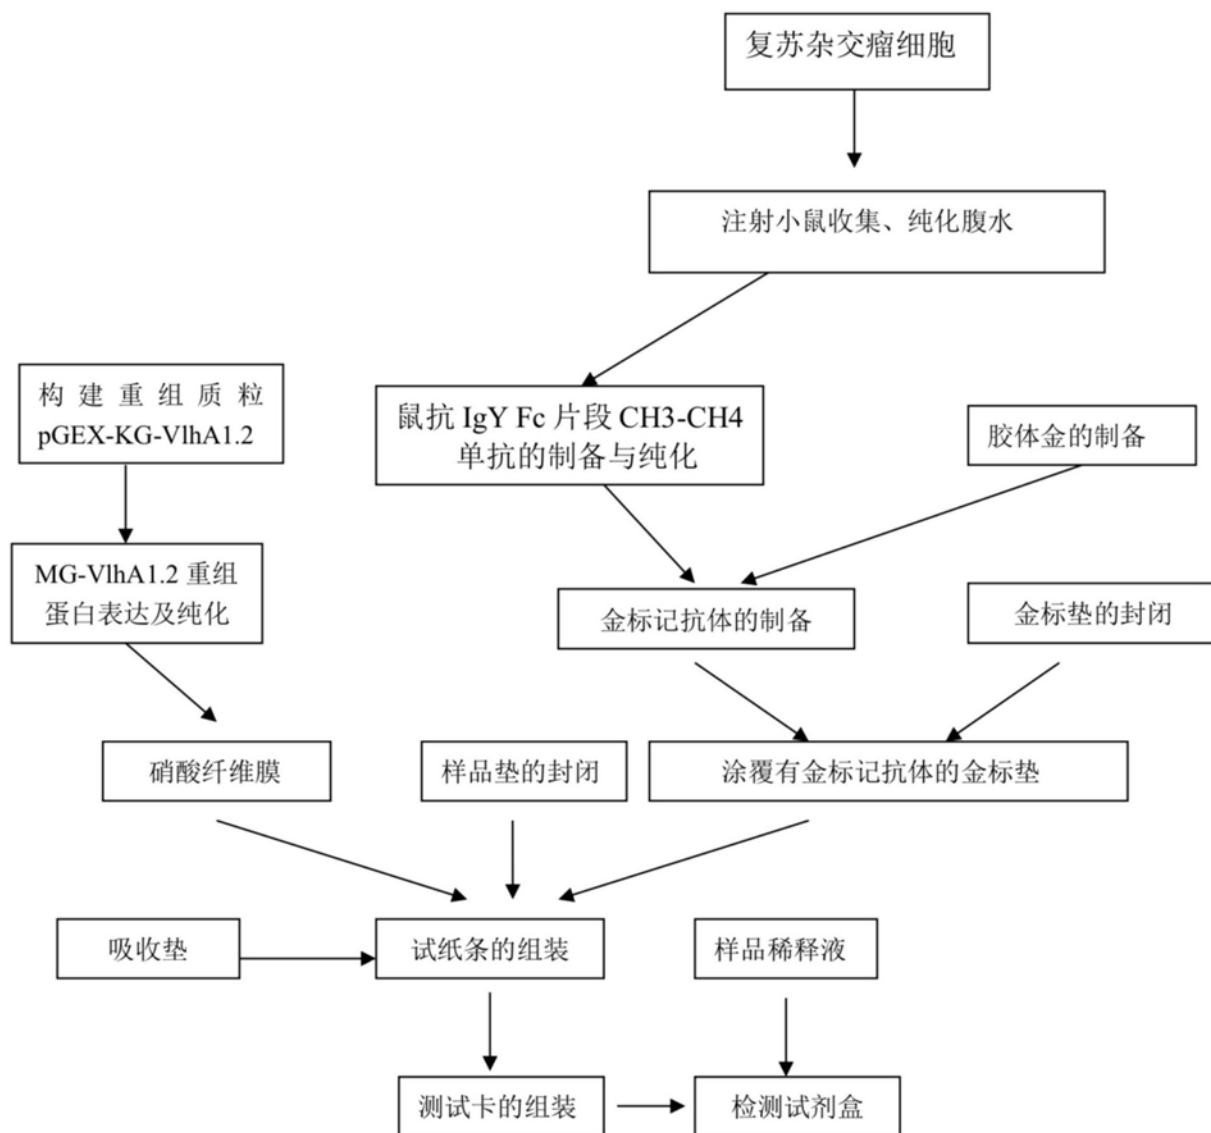 复苏杂交瘤细胞
注射小鼠收集、纯化腹水
构建重组质粒
pGEX-KG-VlhA1.2
鼠抗 IgY Fc 片段 CH3-CH4
单抗的制备与纯化
胶体金的制备
MG-VlhA1.2 重组
蛋白表达及纯化
金标记抗体的制备
金标垫的封闭
硝酸纤维膜
样品垫的封闭
涂覆有金标记抗体的金标垫
吸收垫
试纸条的组装
样品稀释液
测试卡的组装
检测试剂盒